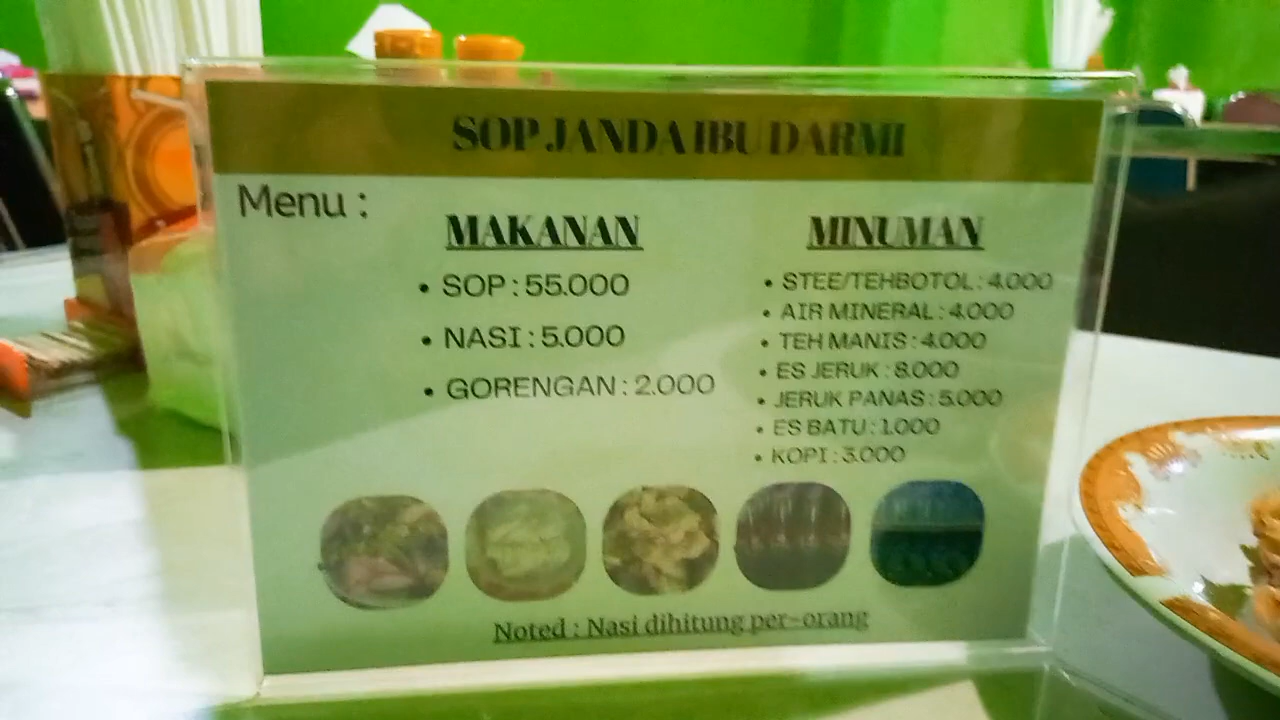 SOP JANDA IBU DARMI
Menu :
MAKANAN
• SOP : 55.000
• NASI : 5.000
• GORENGAN : 2.000
MINUMAN
• STEE/TEHBOTOL : 4.000
• AIR MINERAL : 4.000
• TEH MANIS : 4.000
• ES JERUK : 8.000
• JERUK PANAS : 5.000
• ES BATU : 1.000
• KOPI : 3.000
Noted : Nasi dihitung per-orang